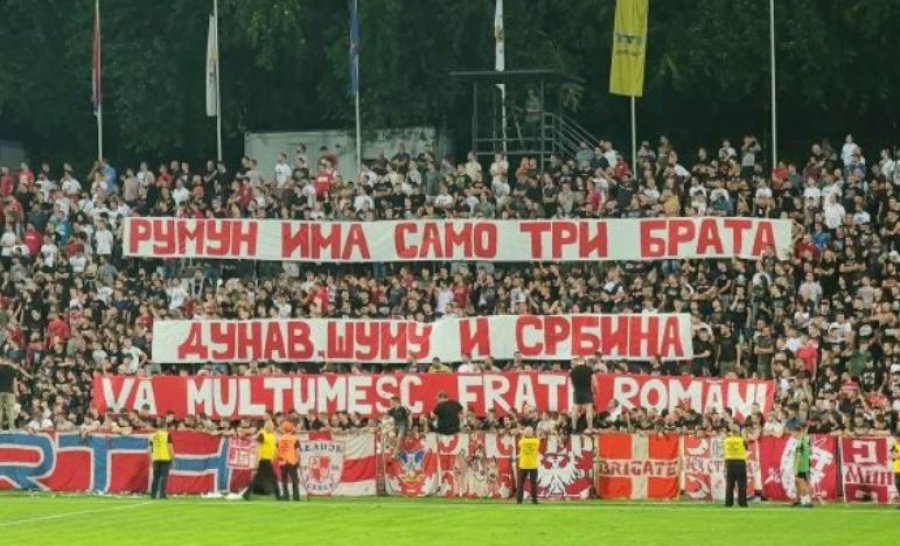 РУМУН ИМА САМО ТРИ БРАТА
ДУНАВ, ШУМУ И СРБИНА
VA MULTUMESC FRATI ROMANI
BRIGATE